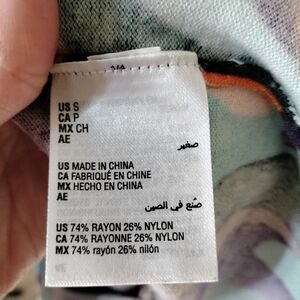 US S
CA P
MX CH
AE
صغير
US MADE IN CHINA
CA FABRIQUÉ EN CHINE
MX HECHO EN CHINA
AE
صُنع في الصين
US 74% RAYON 26% NYLON
CA 74% RAYONNE 26% NYLON
MX 74% rayón 26% nilón